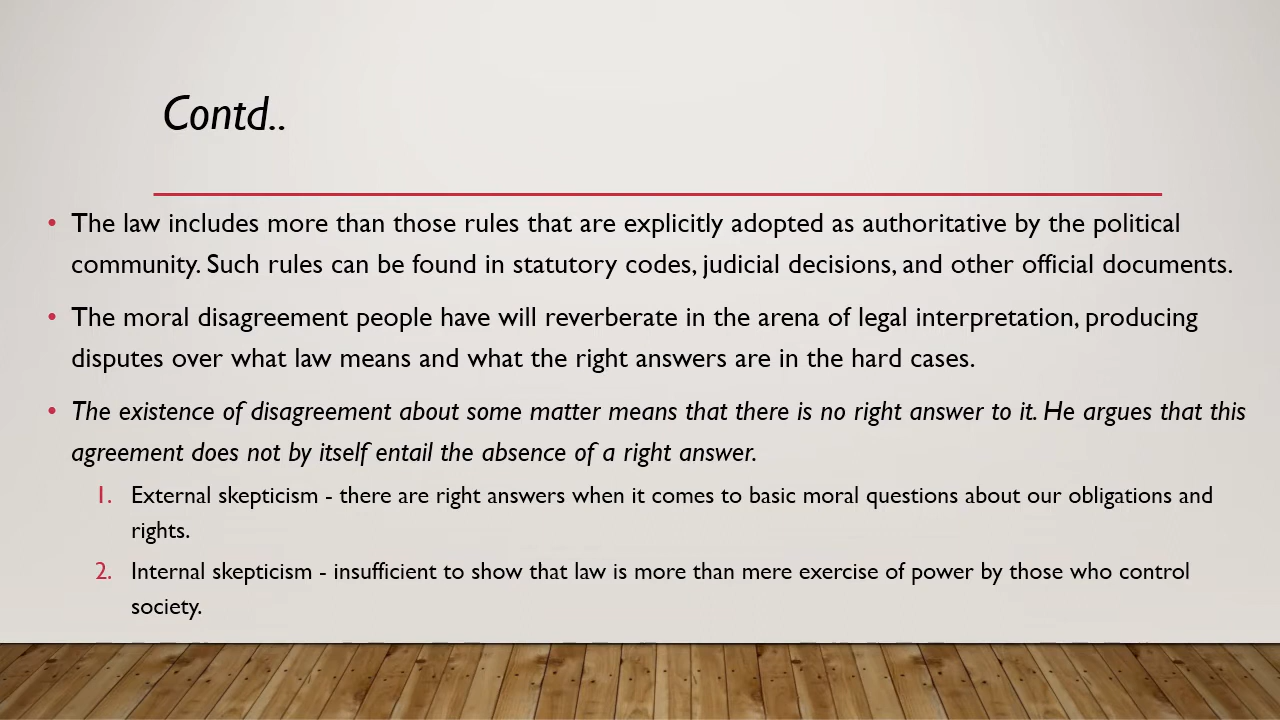 Contd..
• The law includes more than those rules that are explicitly adopted as authoritative by the political
community. Such rules can be found in statutory codes, judicial decisions, and other official documents.
• The moral disagreement people have will reverberate in the arena of legal interpretation, producing
disputes over what law means and what the right answers are in the hard cases.
• The existence of disagreement about some matter means that there is no right answer to it. He argues that this
agreement does not by itself entail the absence of a right answer.
1. External skepticism - there are right answers when it comes to basic moral questions about our obligations and
rights.
2. Internal skepticism - insufficient to show that law is more than mere exercise of power by those who control
society.